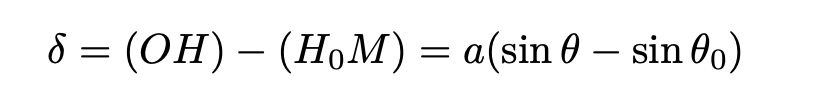 δ = (OH) − (H₀M) = a(sin θ − sin θ₀)